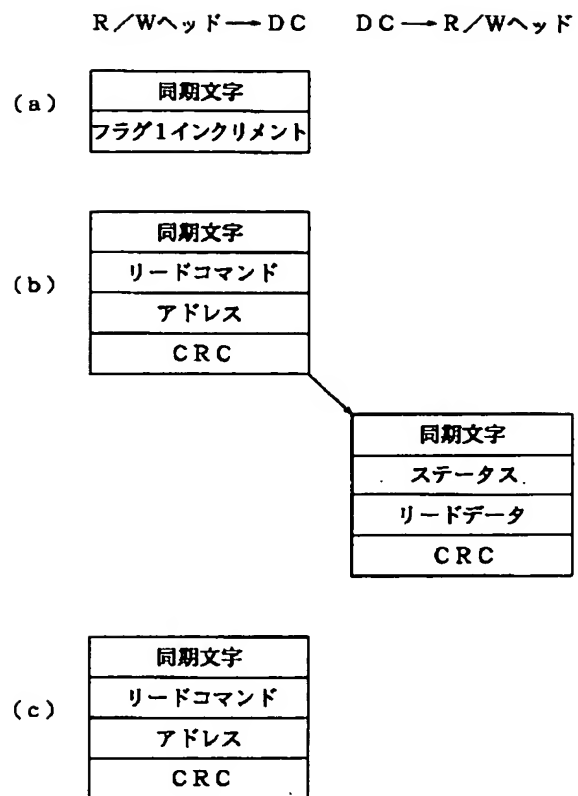 R/Wヘッド→DC DC→R/Wヘッド
(a)
同期文字
フラグ1インクリメント
(b)
同期文字
リードコマンド
アドレス
CRC
同期文字
ステータス
リードデータ
CRC
(c)
同期文字
リードコマンド
アドレス
CRC